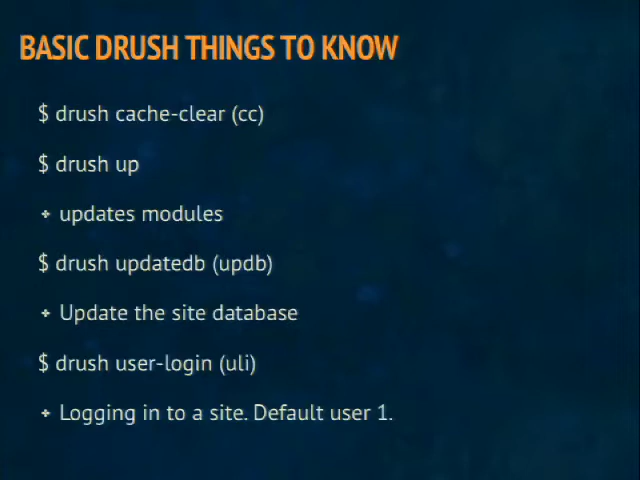 BASIC DRUSH THINGS TO KNOW
$ drush cache-clear (cc)
$ drush up
+ updates modules
$ drush updatedb (updb)
+ Update the site database
$ drush user-login (uli)
+ Logging in to a site. Default user 1.